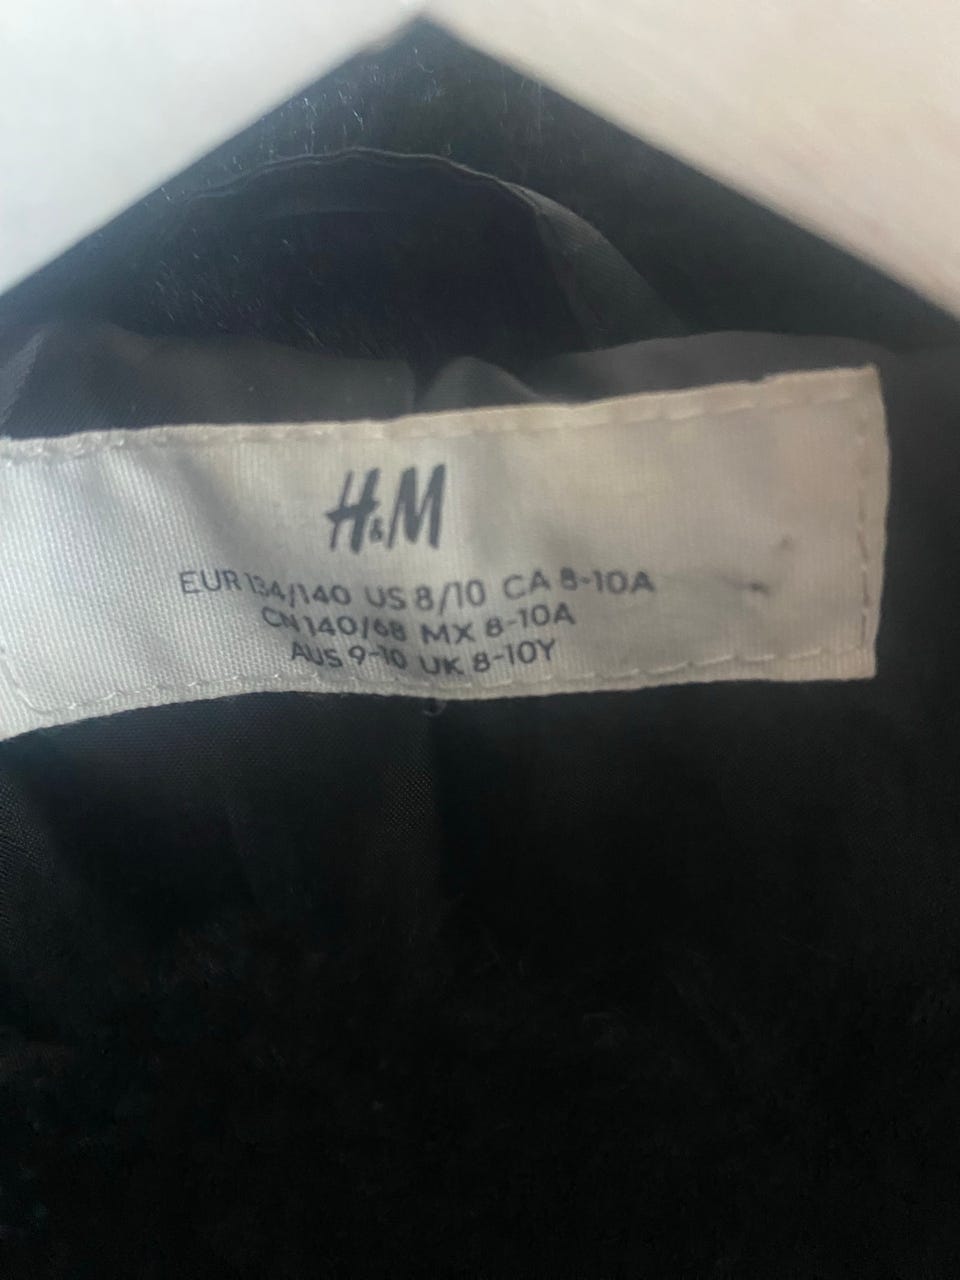 H&M
EUR 134/140 US 8/10 CA 8-10A
CN 140/68 MX 8-10A
AUS 9-10 UK 8-10Y